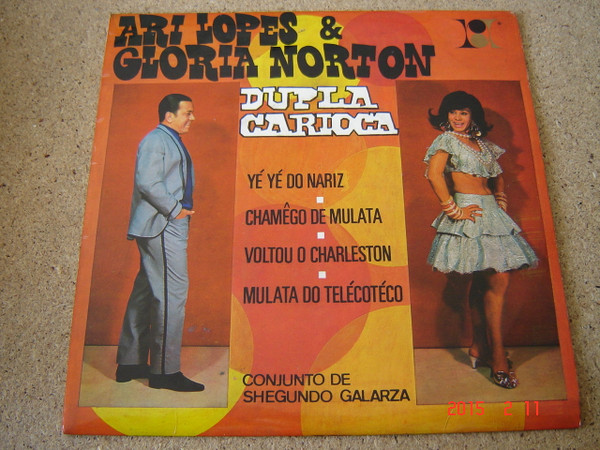 ARI LOPES &
GLORIA NORTON
DUPLA
CARIOCA
YÉ YÉ DO NARIZ
CHAMÊGO DE MULATA
VOLTOU O CHARLESTON
MULATA DO TELÉCOTÉCO
CONJUNTO DE
SHEGUNDO GALARZA
2015 2 11